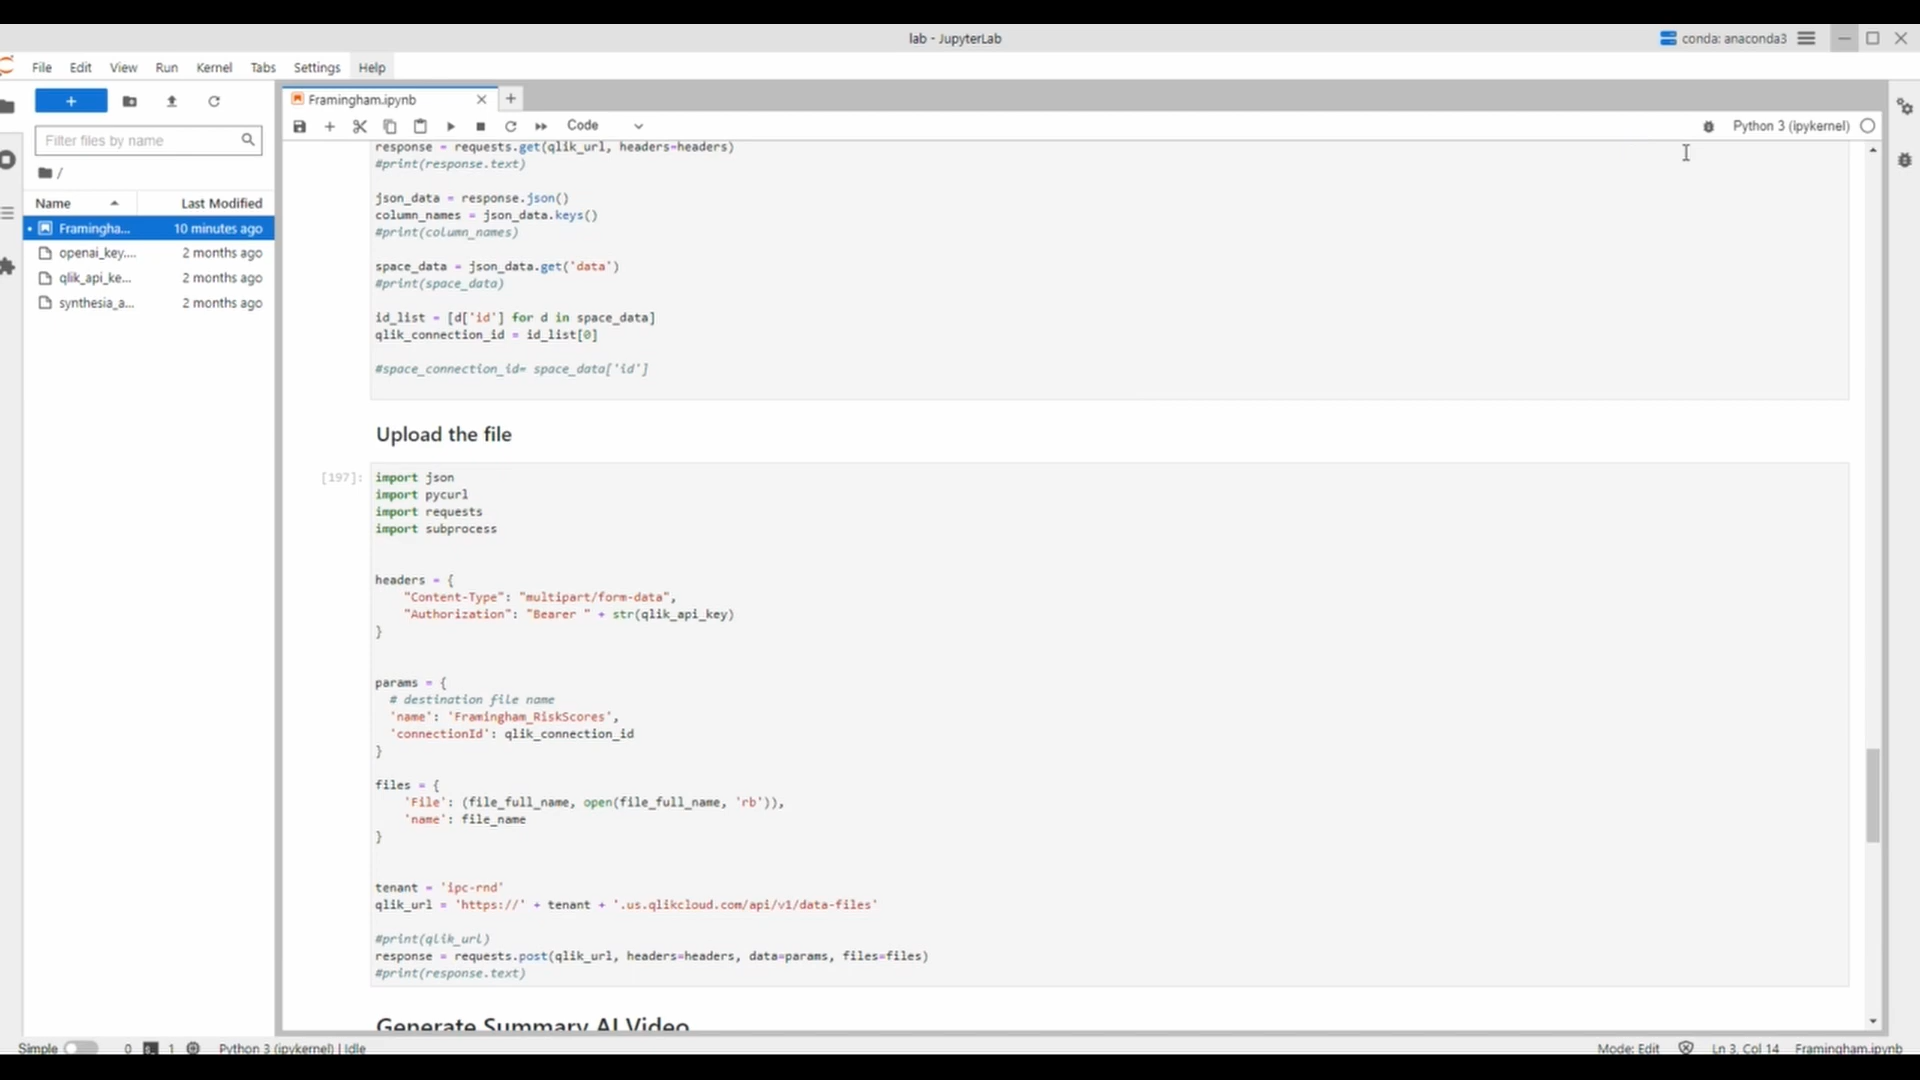 lab - JupyterLab
conda: anaconda3
File Edit View Run Kernel Tabs Settings Help
+
Framingham.ipynb
Filter files by name
Code
Python 3 (ipykernel)
/
Name Last Modified
Framingha... 10 minutes ago
openai_key.... 2 months ago
qlik_api_ke... 2 months ago
synthesia_a... 2 months ago
response = requests.get(qlik_url, headers=headers)
#print(response.text)
json_data = response.json()
column_names = json_data.keys()
#print(column_names)
space_data = json_data.get('data')
#print(space_data)
id_list = [d['id'] for d in space_data]
qlik_connection_id = id_list[0]
#space_connection_id= space_data['id']
Upload the file
[197]:
import json
import pycurl
import requests
import subprocess
headers = {
"Content-Type": "multipart/form-data",
"Authorization": "Bearer " + str(qlik_api_key)
}
params = {
# destination file name
'name': 'Framingham_RiskScores',
'connectionId': qlik_connection_id
}
files = {
'File': (file_full_name, open(file_full_name, 'rb')),
'name': file_name
}
tenant = 'ipc-rnd'
qlik_url = 'https://' + tenant + '.us.qlikcloud.com/api/v1/data-files'
#print(qlik_url)
response = requests.post(qlik_url, headers=headers, data=params, files=files)
#print(response.text)
Generate Summary AI Video
Simple 0 1 Python 3 (ipykernel) | Idle
Mode: Edit Ln 3, Col 14 Framingham.ipynb